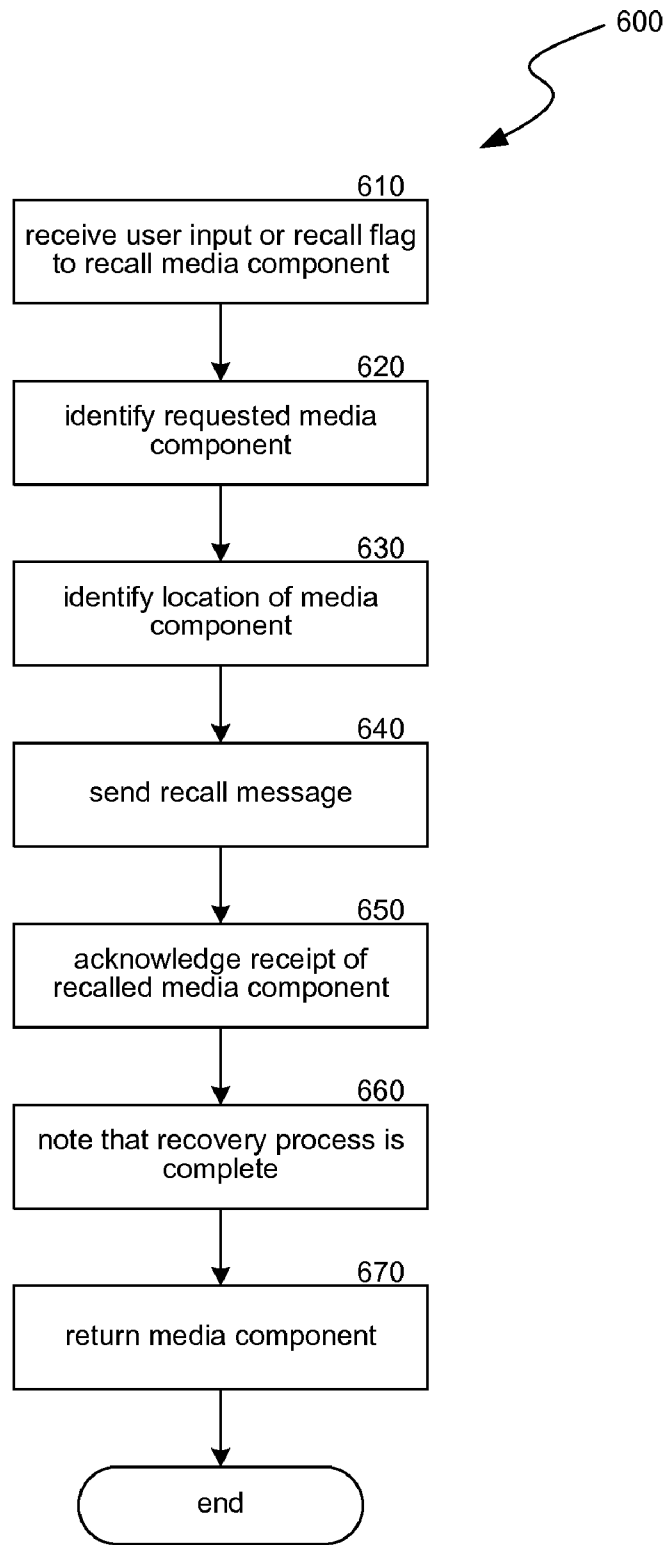 600
610
receive user input or recall flag
to recall media component
620
identify requested media
component
630
identify location of media
component
640
send recall message
650
acknowledge receipt of
recalled media component
660
note that recovery process is
complete
670
return media component
end